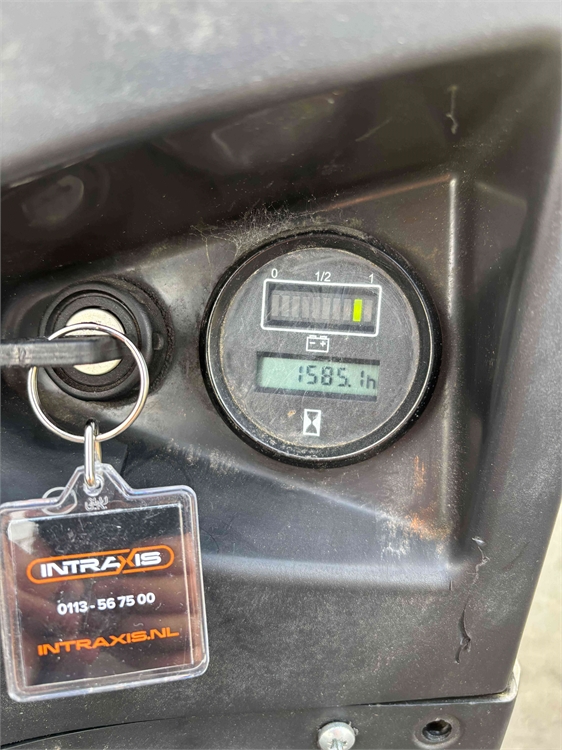 0 1/2 1
- +
1585.1h
INTRAXIS
0113 - 56 75 00
INTRAXIS.NL